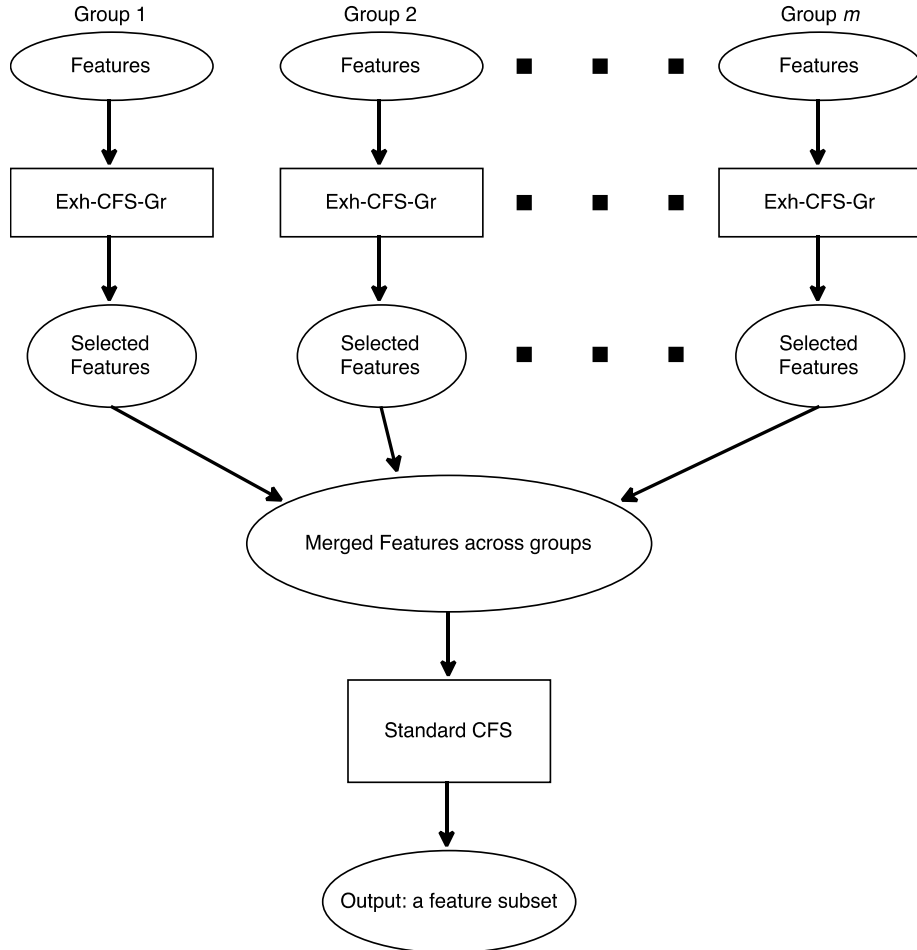 Group 1
Group 2
Group m
Features
Features
Features
Exh-CFS-Gr
Exh-CFS-Gr
Exh-CFS-Gr
Selected
Features
Selected
Features
Selected
Features
Merged Features across groups
Standard CFS
Output: a feature subset